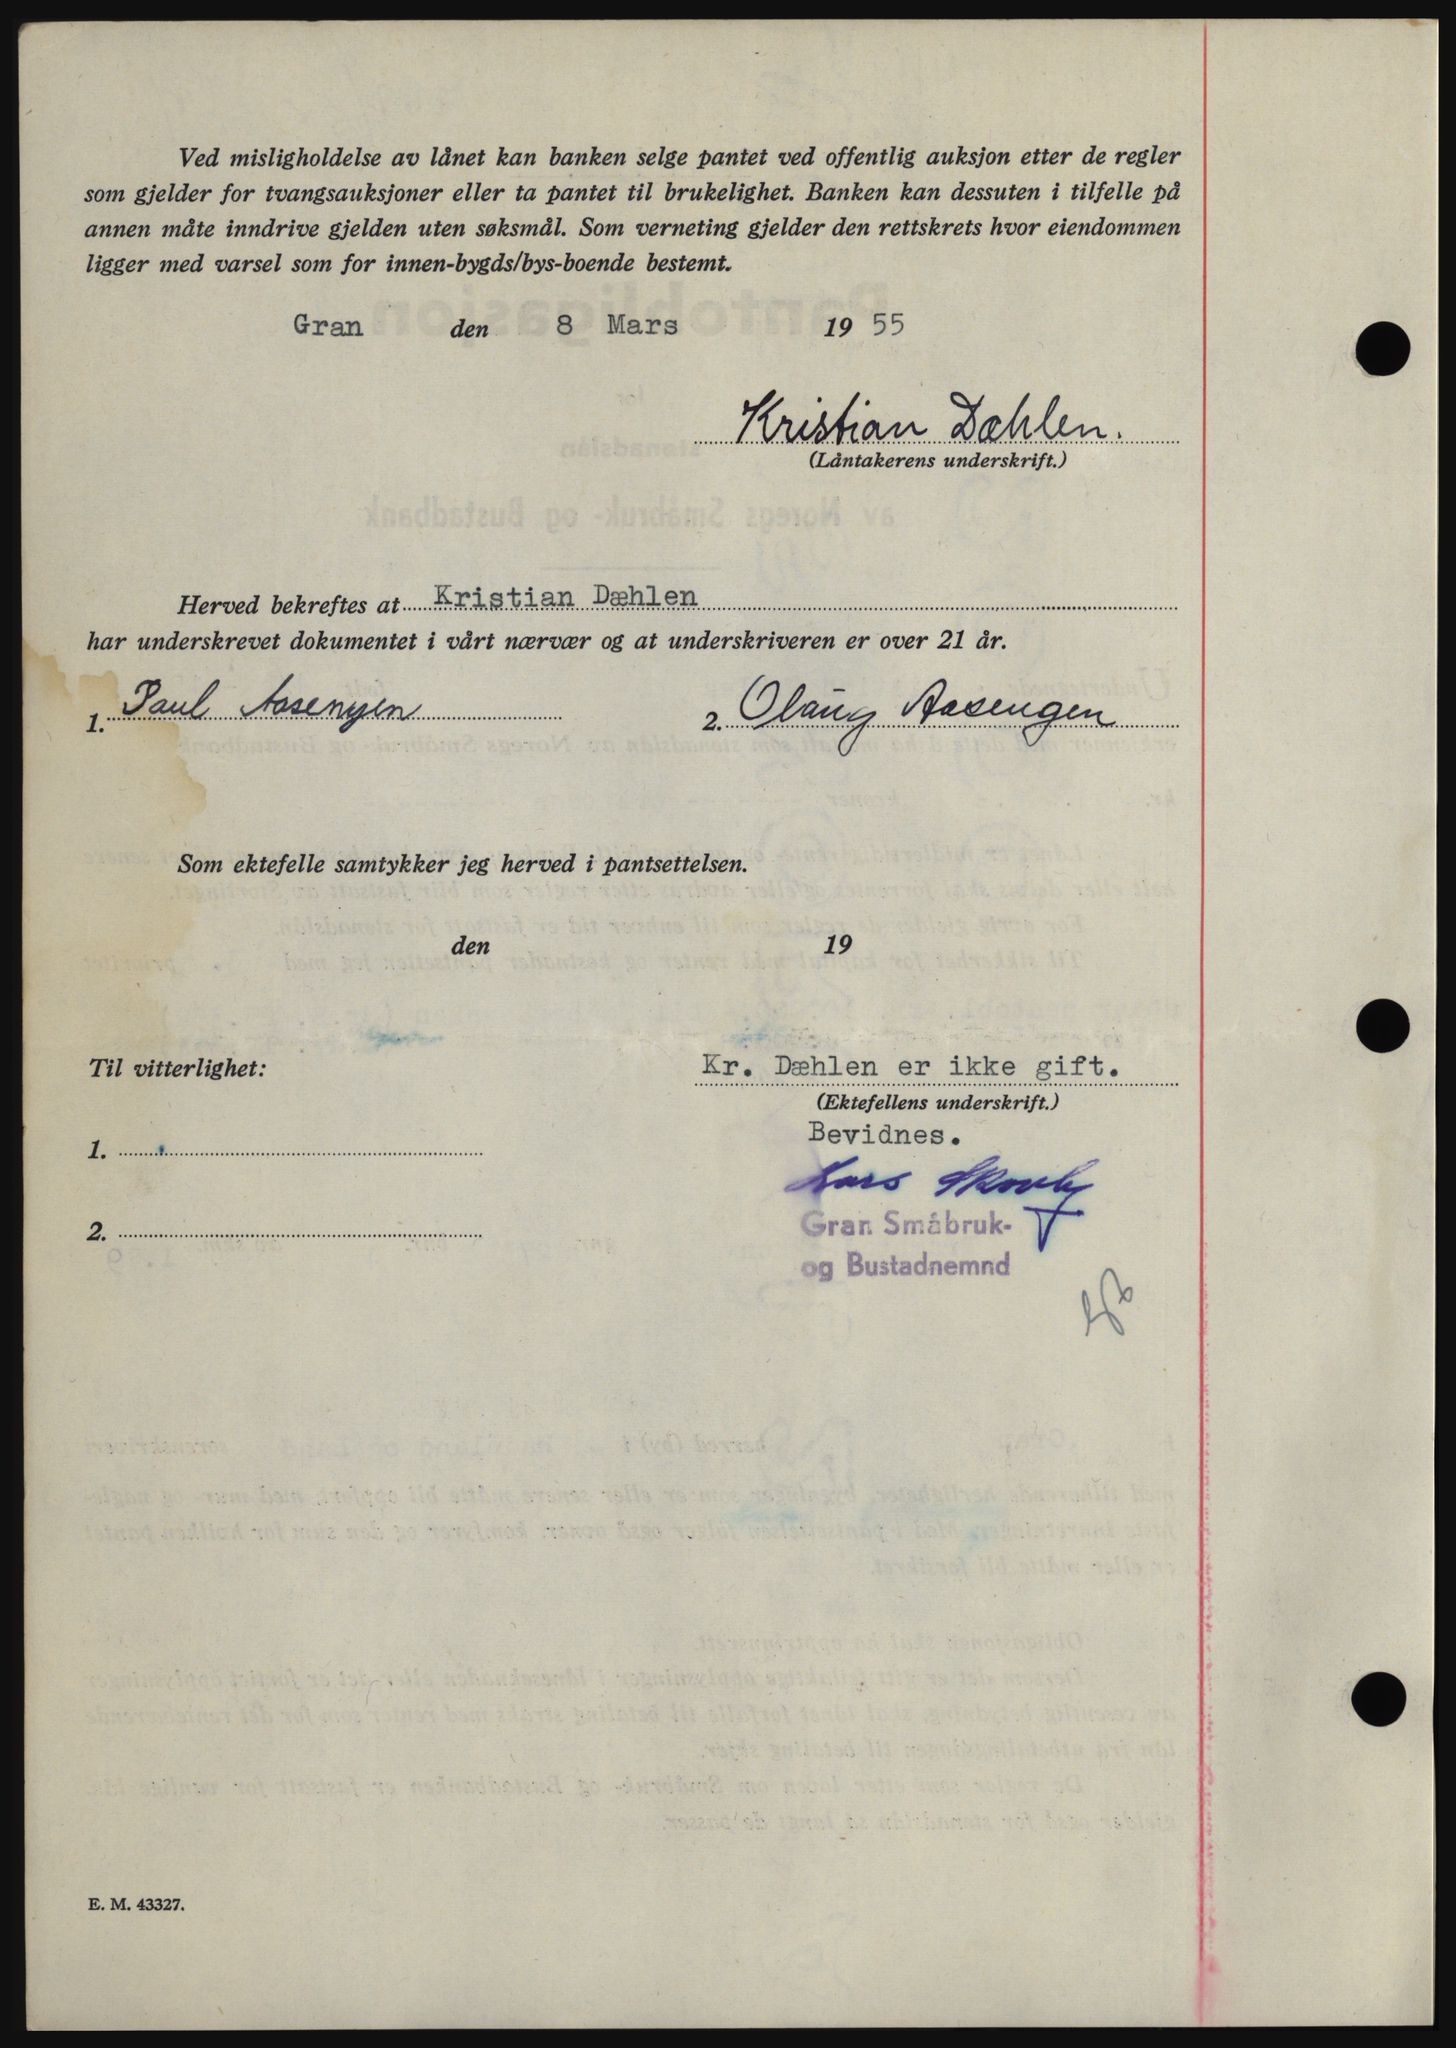 Ved misligholdelse av lånet kan banken selge pantet ved offentlig auksjon etter de regler
som gjelder for tvangsauksjoner eller ta pantet til brukelighet. Banken kan dessuten i tilfelle på
annen måte inndrive gjelden uten søksmål. Som verneting gjelder den rettskrets hvor eiendommen
ligger med varsel som for innen-bygds/bys-boende bestemt.
Gran den 8 Mars 19 55
Kristian Dæhlen.
(Låntakerens underskrift.)
Herved bekreftes at Kristian Dæhlen
har underskrevet dokumentet i vårt nærvær og at underskriveren er over 21 år.
1. Paul Aasengen 2. Olaug Aasengen
Som ektefelle samtykker jeg herved i pantsettelsen.
den 19
Til vitterlighet:
Kr. Dæhlen er ikke gift.
(Ektefellens underskrift.)
Bevidnes.
1.
Lars Skovly
Gran Småbruk-
2.
og Bustadnemnd
E. M. 43327.